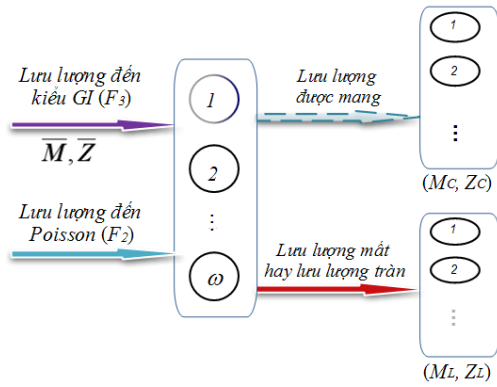 Lưu lượng đến
kiểu GI (F3)
M, Z
Lưu lượng đến
Poisson (F2)
1
2
⋮
ω
Lưu lượng
được mang
1
2
⋮
(MC, ZC)
Lưu lượng mất
hay lưu lượng tràn
1
2
⋮
(ML, ZL)